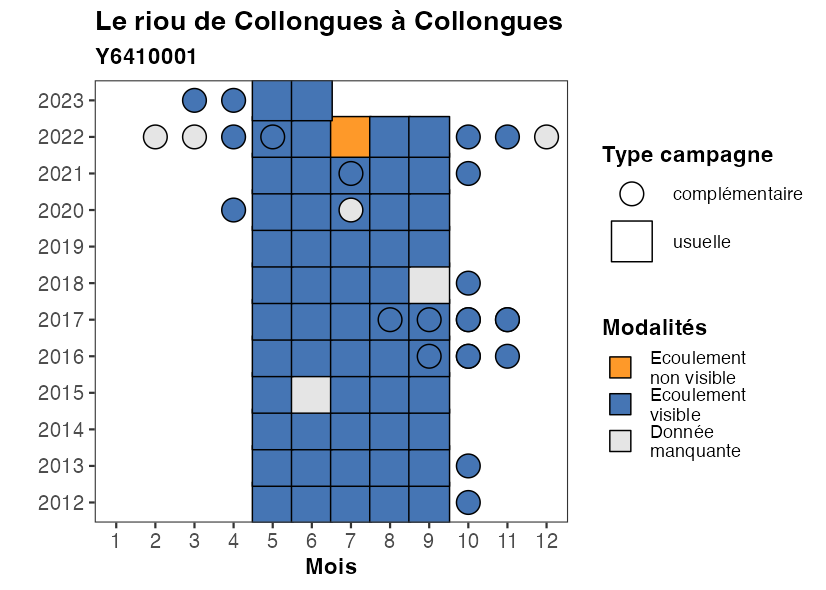 Le riou de Collongues à Collongues
Y6410001
2023
2022
2021
2020
2019
2018
2017
2016
2015
2014
2013
2012
1 2 3 4 5 6 7 8 9 10 11 12
Mois
Type campagne
complémentaire
usuelle
Modalités
Ecoulement
non visible
Ecoulement
visible
Donnée
manquante